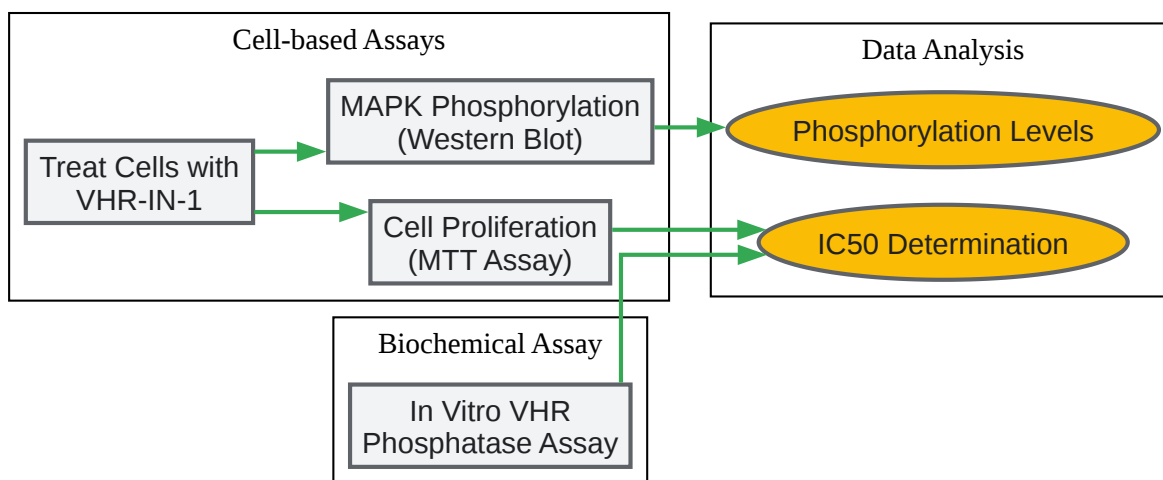 Cell-based Assays
Treat Cells with
VHR-IN-1
MAPK Phosphorylation
(Western Blot)
Cell Proliferation
(MTT Assay)
Data Analysis
Phosphorylation Levels
IC50 Determination
Biochemical Assay
In Vitro VHR
Phosphatase Assay